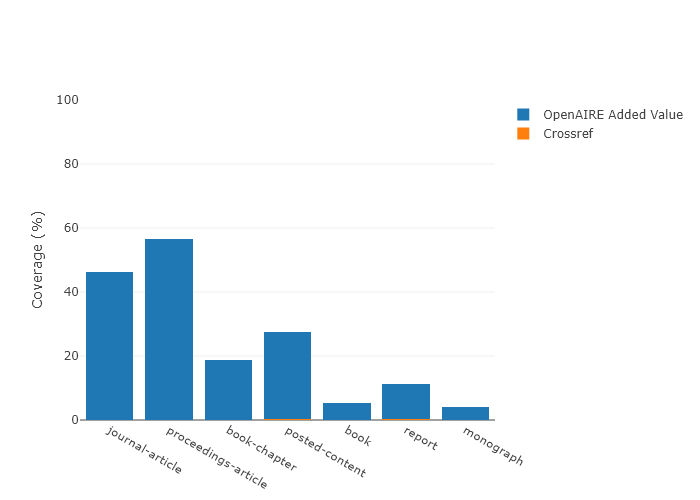 100
80
60
40
20
0
Coverage (%)
journal-article
proceedings-article
book-chapter
posted-content
book
report
monograph
OpenAIRE Added Value
Crossref